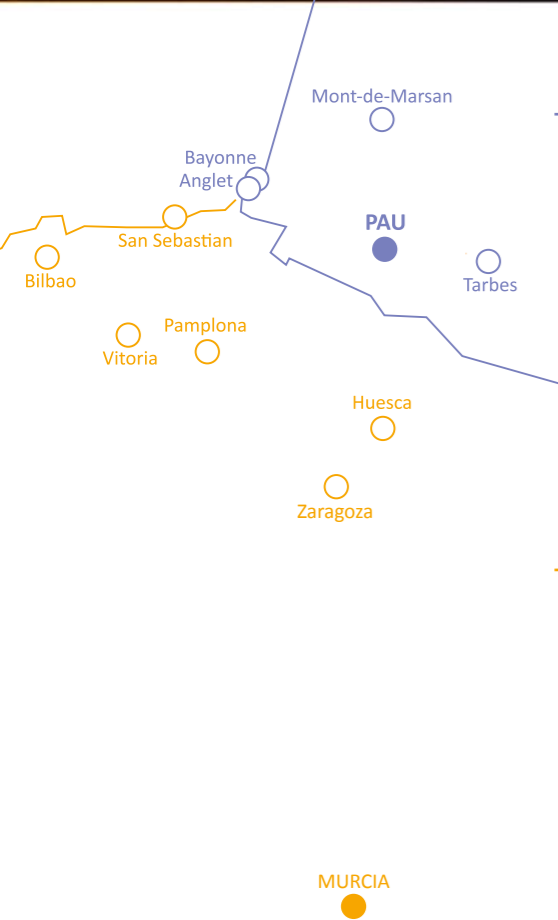 Mont-de-Marsan
Bayonne
Anglet
PAU
San Sebastian
Tarbes
Bilbao
Pamplona
Vitoria
Huesca
Zaragoza
MURCIA